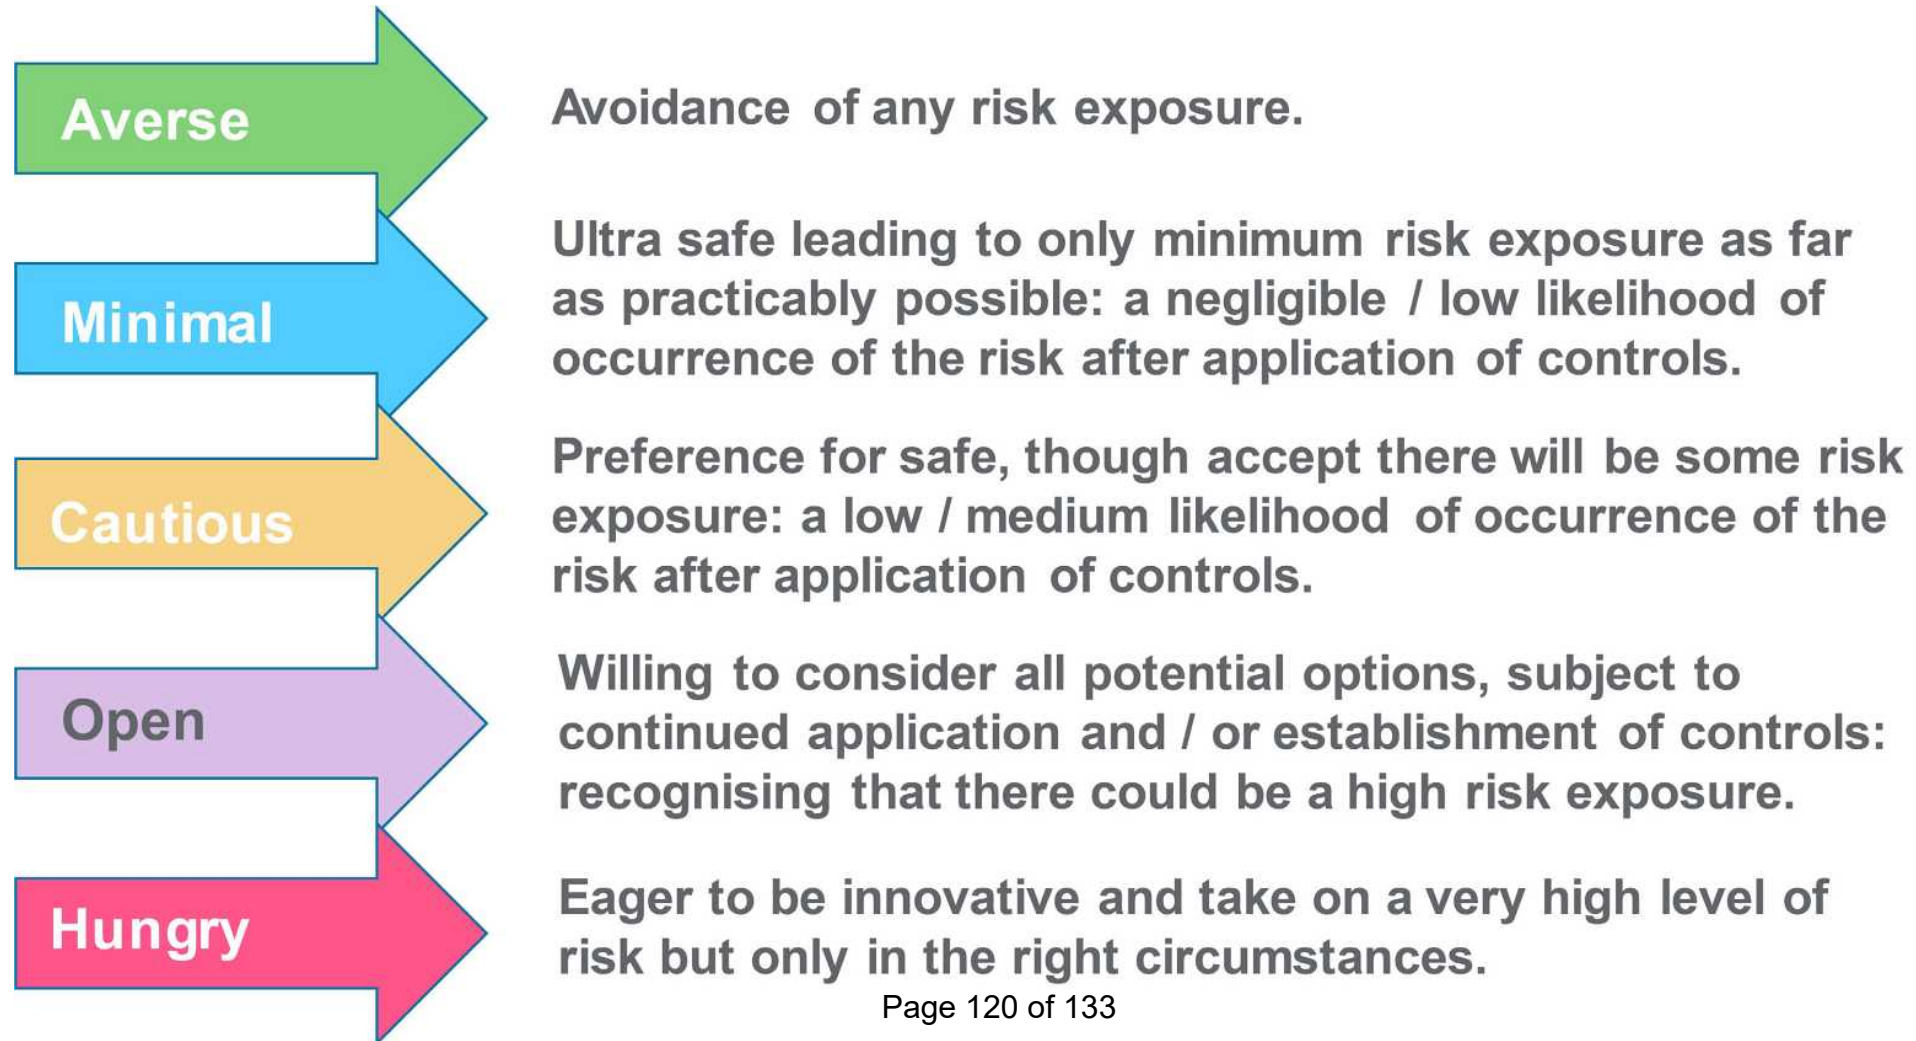 Averse
Avoidance of any risk exposure.
Minimal
Ultra safe leading to only minimum risk exposure as far
as practicably possible: a negligible / low likelihood of
occurrence of the risk after application of controls.
Cautious
Preference for safe, though accept there will be some risk
exposure: a low / medium likelihood of occurrence of the
risk after application of controls.
Open
Willing to consider all potential options, subject to
continued application and / or establishment of controls:
recognising that there could be a high risk exposure.
Hungry
Eager to be innovative and take on a very high level of
risk but only in the right circumstances.
Page 120 of 133